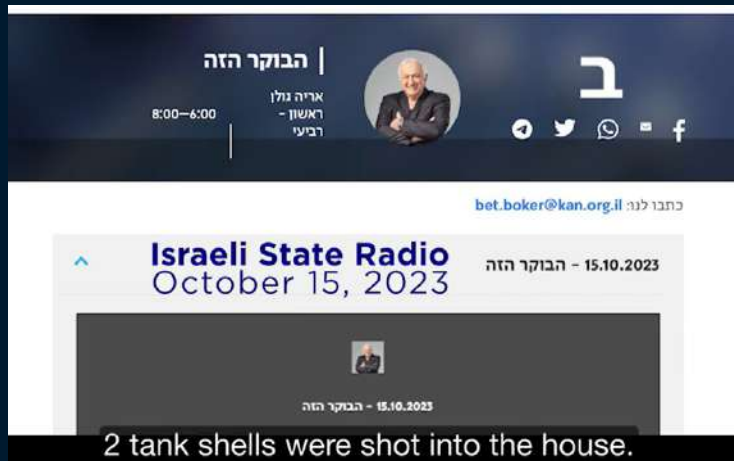 ב
| הבוקר הזה
אריה גולן
ראשון -
רביעי
8:00—6:00
כתבו לנו: bet.boker@kan.org.il
Israeli State Radio
October 15, 2023
15.10.2023 - הבוקר הזה
15.10.2023 - הבוקר הזה
2 tank shells were shot into the house.